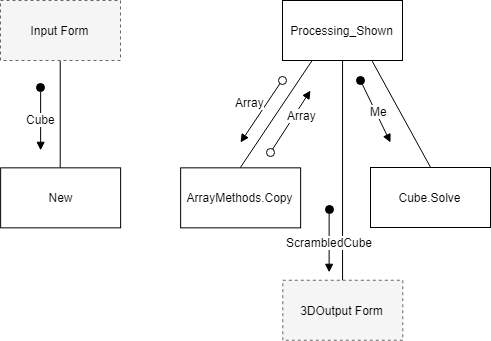 Input Form
Processing_Shown
Array
Cube
Array
Me
New
ArrayMethods.Copy
Cube.Solve
ScrambledCube
3DOutput Form